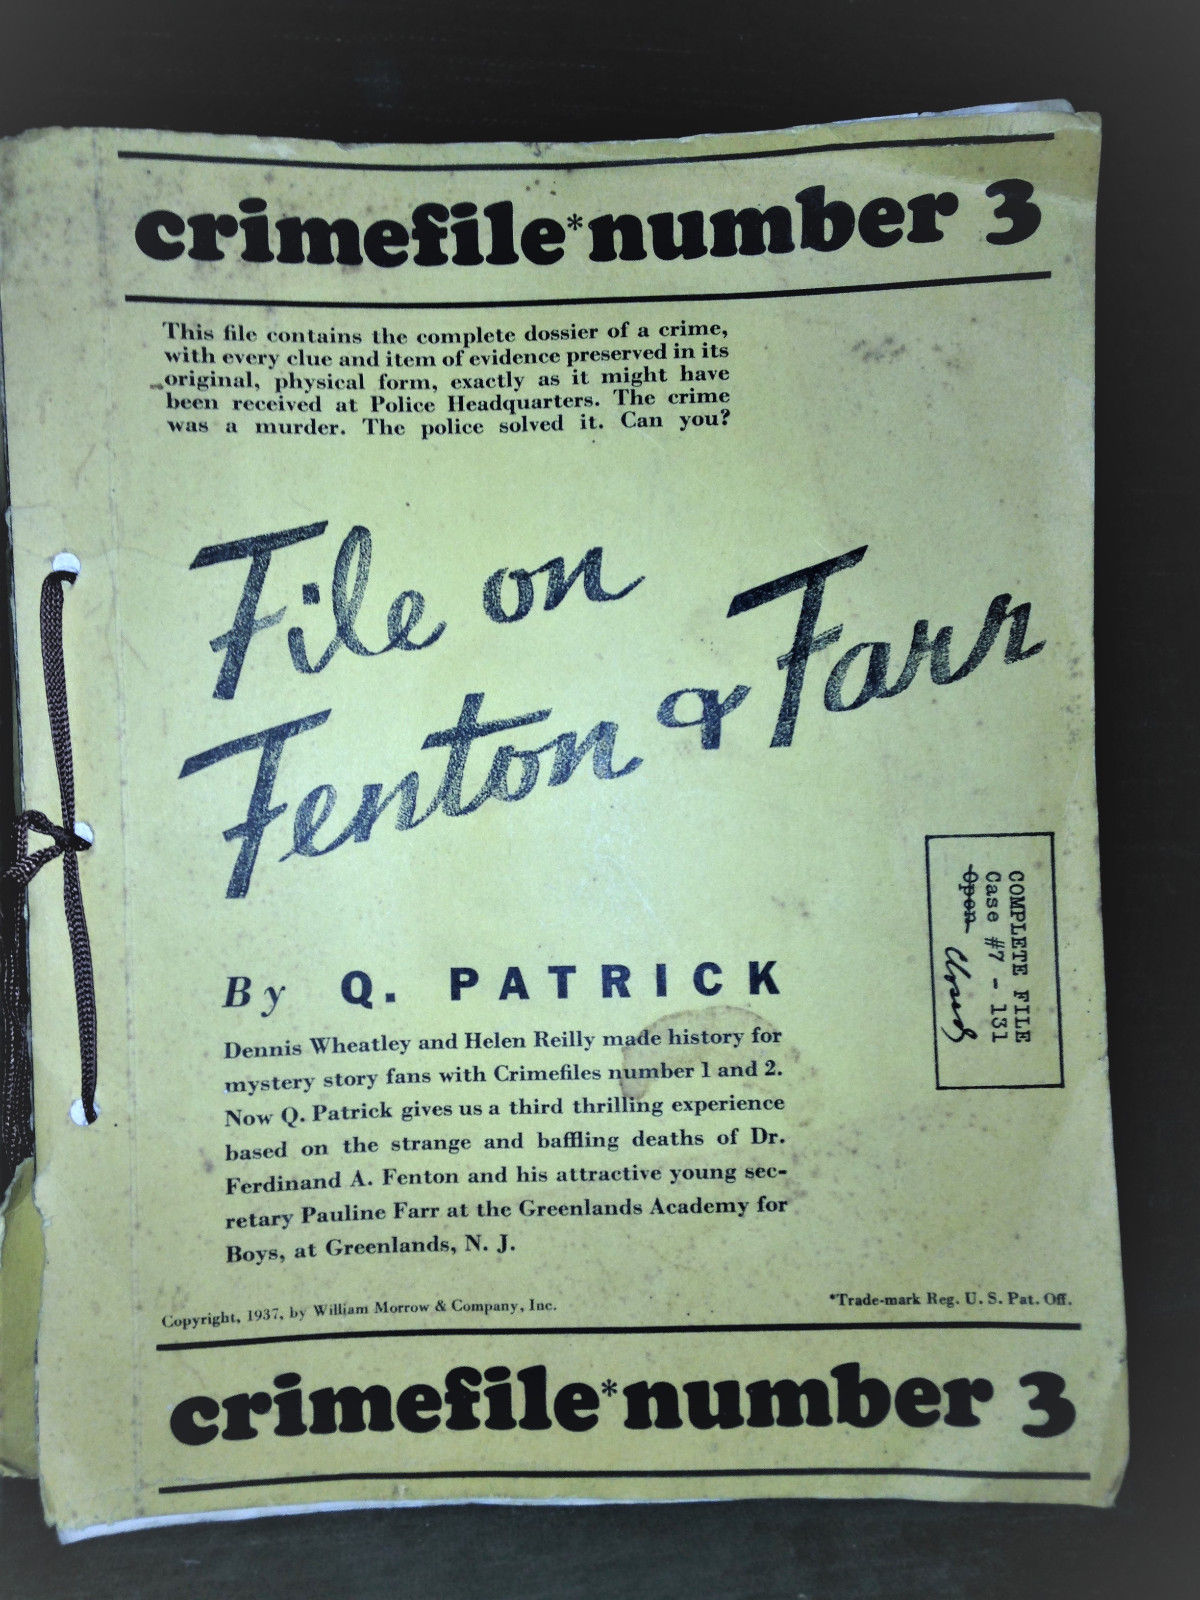 crimefile*number 3
This file contains the complete dossier of a crime,
with every clue and item of evidence preserved in its
original, physical form, exactly as it might have
been received at Police Headquarters. The crime
was a murder. The police solved it. Can you?
File on
Fenton & Farr
COMPLETE FILE
Case #7 - 131
Open Closed
By Q. PATRICK
Dennis Wheatley and Helen Reilly made history for
mystery story fans with Crimefiles number 1 and 2.
Now Q. Patrick gives us a third thrilling experience
based on the strange and baffling deaths of Dr.
Ferdinand A. Fenton and his attractive young sec-
retary Pauline Farr at the Greenlands Academy for
Boys, at Greenlands, N. J.
Copyright, 1937, by William Morrow & Company, Inc.
*Trade-mark Reg. U. S. Pat. Off.
crimefile*number 3